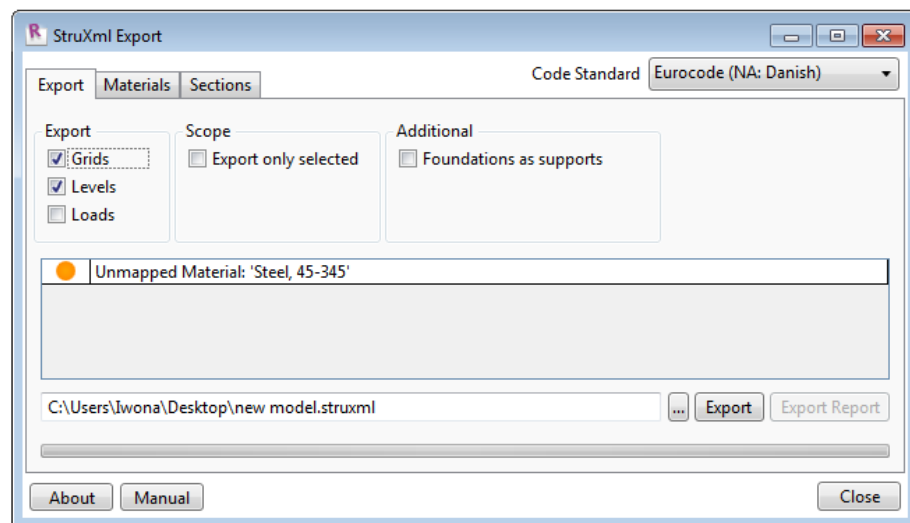 StruXml Export
Code Standard Eurocode (NA: Danish)
Export Materials Sections
Export Scope Additional
Grids Export only selected Foundations as supports
Levels
Loads
Unmapped Material: 'Steel, 45-345'
C:\Users\Iwona\Desktop\new model.struxml ... Export Export Report
About Manual Close